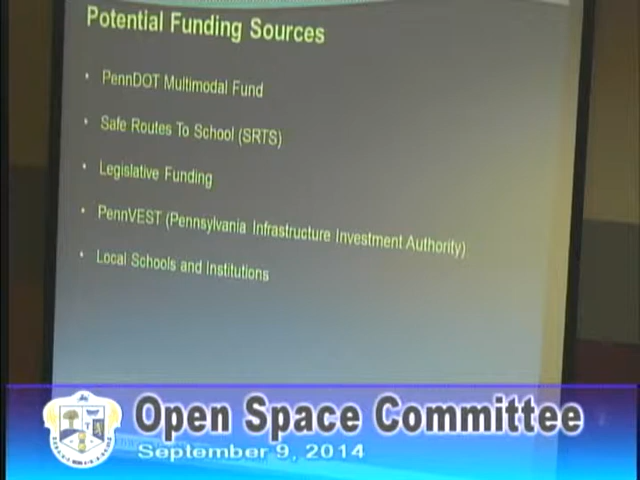 Potential Funding Sources
• PennDOT Multimodal Fund
• Safe Routes To School (SRTS)
• Legislative Funding
• PennVEST (Pennsylvania Infrastructure Investment Authority)
• Local Schools and Institutions
Open Space Committee
September 9, 2014